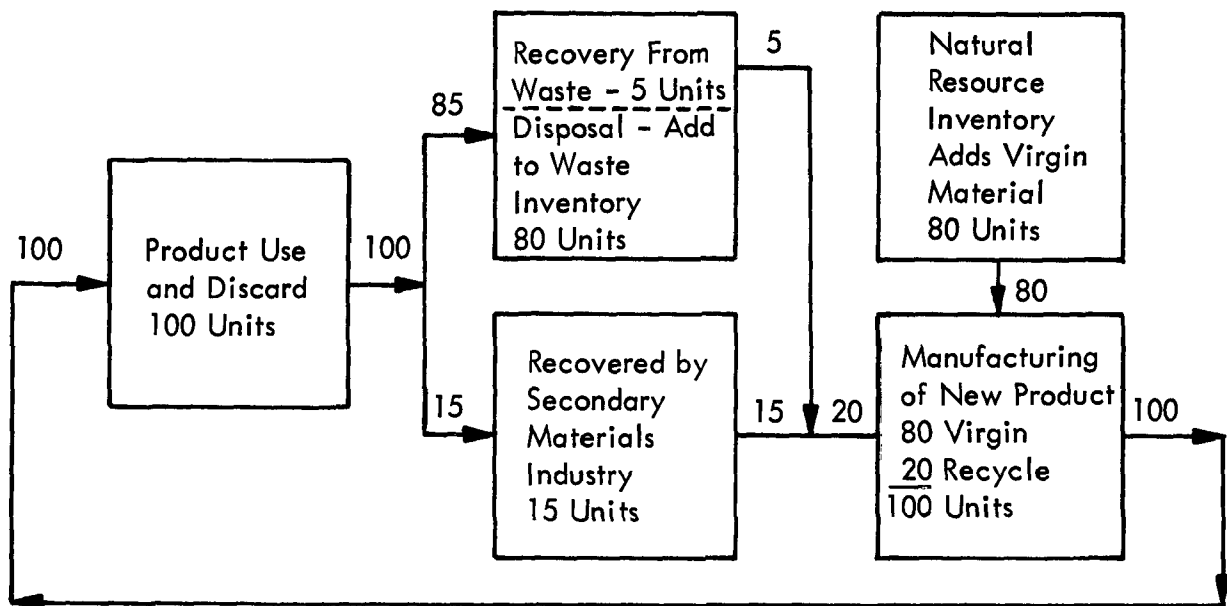 100
Product Use
and Discard
100 Units
100
85
Recovery From
Waste - 5 Units
Disposal - Add
to Waste
Inventory
80 Units
5
15
Recovered by
Secondary
Materials
Industry
15 Units
15
20
Natural
Resource
Inventory
Adds Virgin
Material
80 Units
80
Manufacturing
of New Product
80 Virgin
20 Recycle
100 Units
100